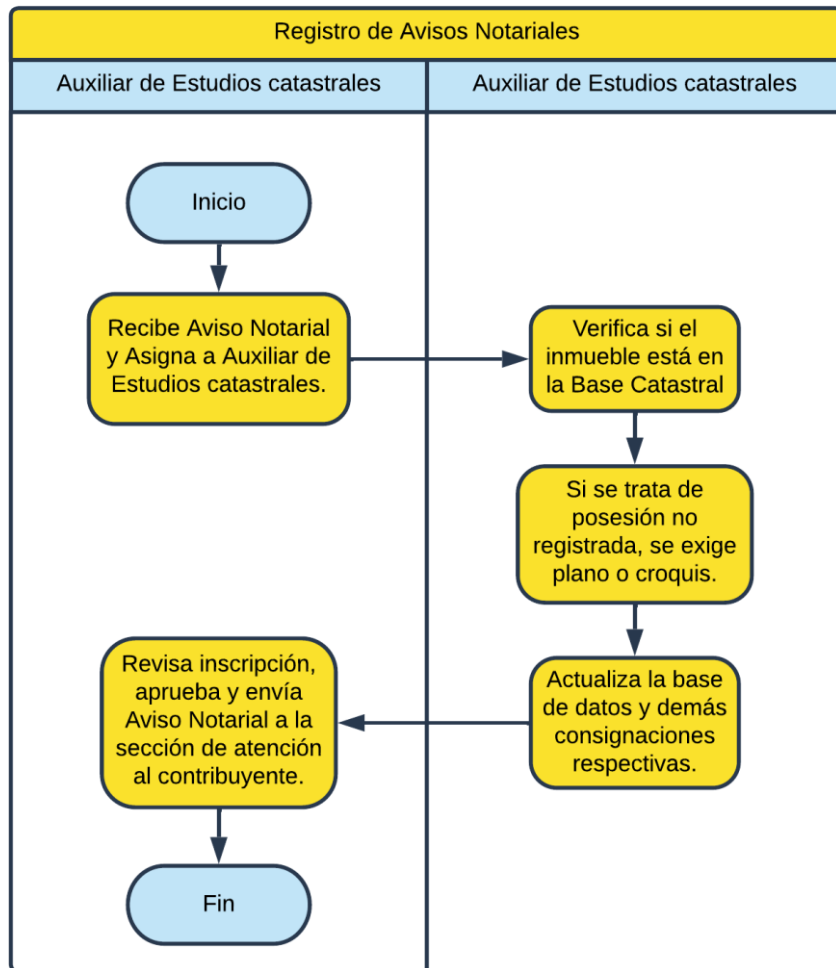 Registro de Avisos Notariales
Auxiliar de Estudios catastrales
Auxiliar de Estudios catastrales
Inicio
Recibe Aviso Notarial
y Asigna a Auxiliar de
Estudios catastrales.
Verifica si el
inmueble está en
la Base Catastral
Si se trata de
posesión no
registrada, se exige
plano o croquis.
Actualiza la base
de datos y demás
consignaciones
respectivas.
Revisa inscripción,
aprueba y envía
Aviso Notarial a la
sección de atención
al contribuyente.
Fin